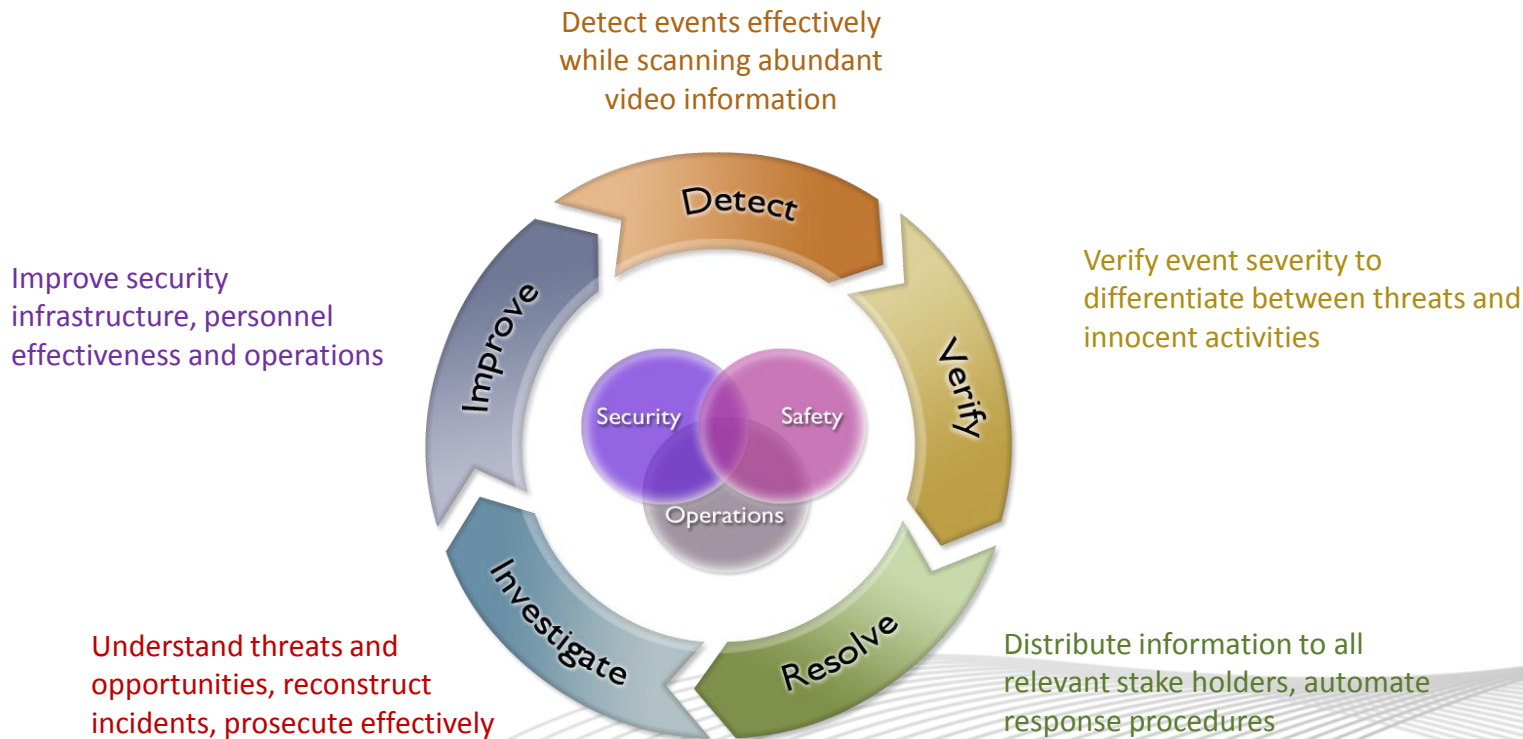 Detect events effectively
while scanning abundant
video information
Detect
Improve security
infrastructure, personnel
effectiveness and operations
Improve
Verify event severity to
differentiate between threats and
innocent activities
Verify
Security
Safety
Operations
Investigate
Resolve
Understand threats and
opportunities, reconstruct
incidents, prosecute effectively
Distribute information to all
relevant stake holders, automate
response procedures